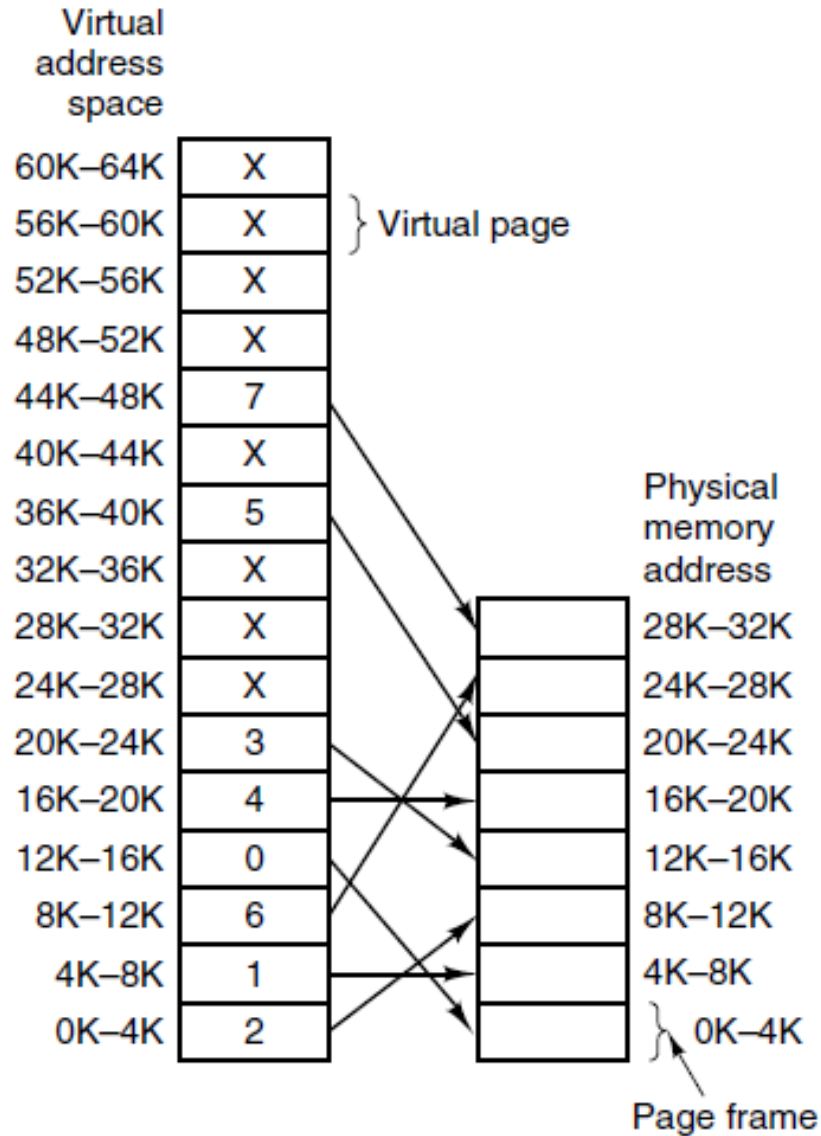 Virtual
address
space
60K–64K X
56K–60K X Virtual page
52K–56K X
48K–52K X
44K–48K 7
40K–44K X
36K–40K 5
32K–36K X
28K–32K X
24K–28K X
20K–24K 3
16K–20K 4
12K–16K 0
8K–12K 6
4K–8K 1
0K–4K 2
Physical
memory
address
28K–32K
24K–28K
20K–24K
16K–20K
12K–16K
8K–12K
4K–8K
0K–4K
Page frame